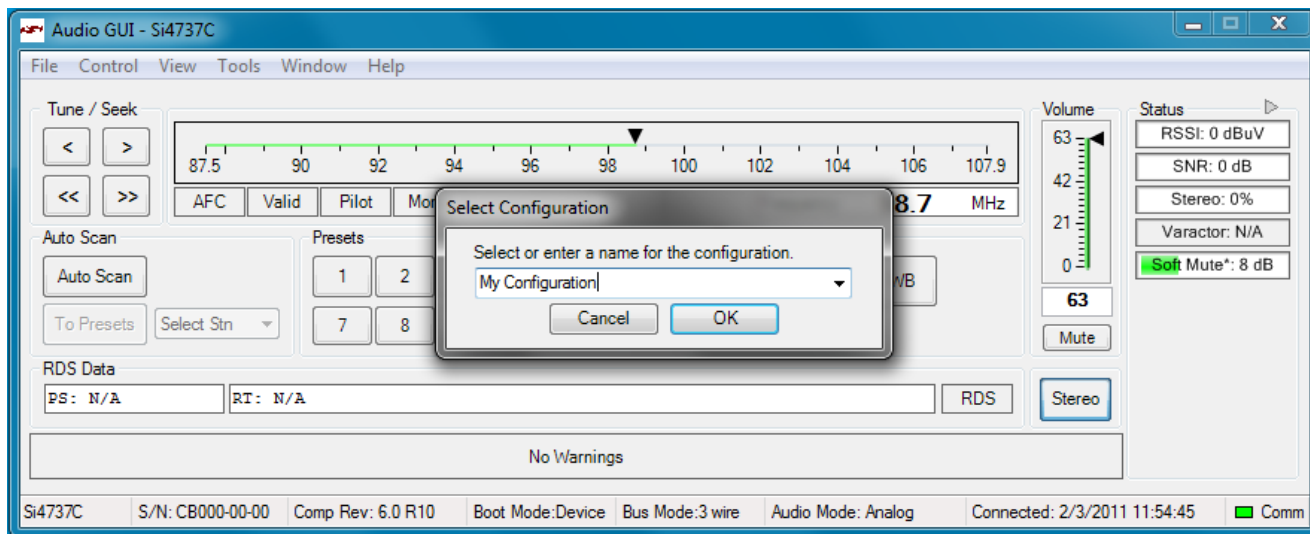 Audio GUI - Si4737C
File Control View Tools Window Help
Tune / Seek
< >
<< >>
87.5 90 92 94 96 98 100 102 104 106 107.9
AFC Valid Pilot 8.7 MHz
Volume
63
42
21
0
63
Mute
Status
RSSI: 0 dBuV
SNR: 0 dB
Stereo: 0%
Varactor: N/A
Soft Mute*: 8 dB
Auto Scan
Auto Scan
To Presets Select Stn
Presets
1 2
7 8
WB
Select Configuration
Select or enter a name for the configuration.
My Configuration
Cancel OK
RDS Data
PS: N/A RT: N/A RDS
Stereo
No Warnings
Si4737C S/N: CB000-00-00 Comp Rev: 6.0 R10 Boot Mode:Device Bus Mode:3 wire Audio Mode: Analog Connected: 2/3/2011 11:54:45 Comm